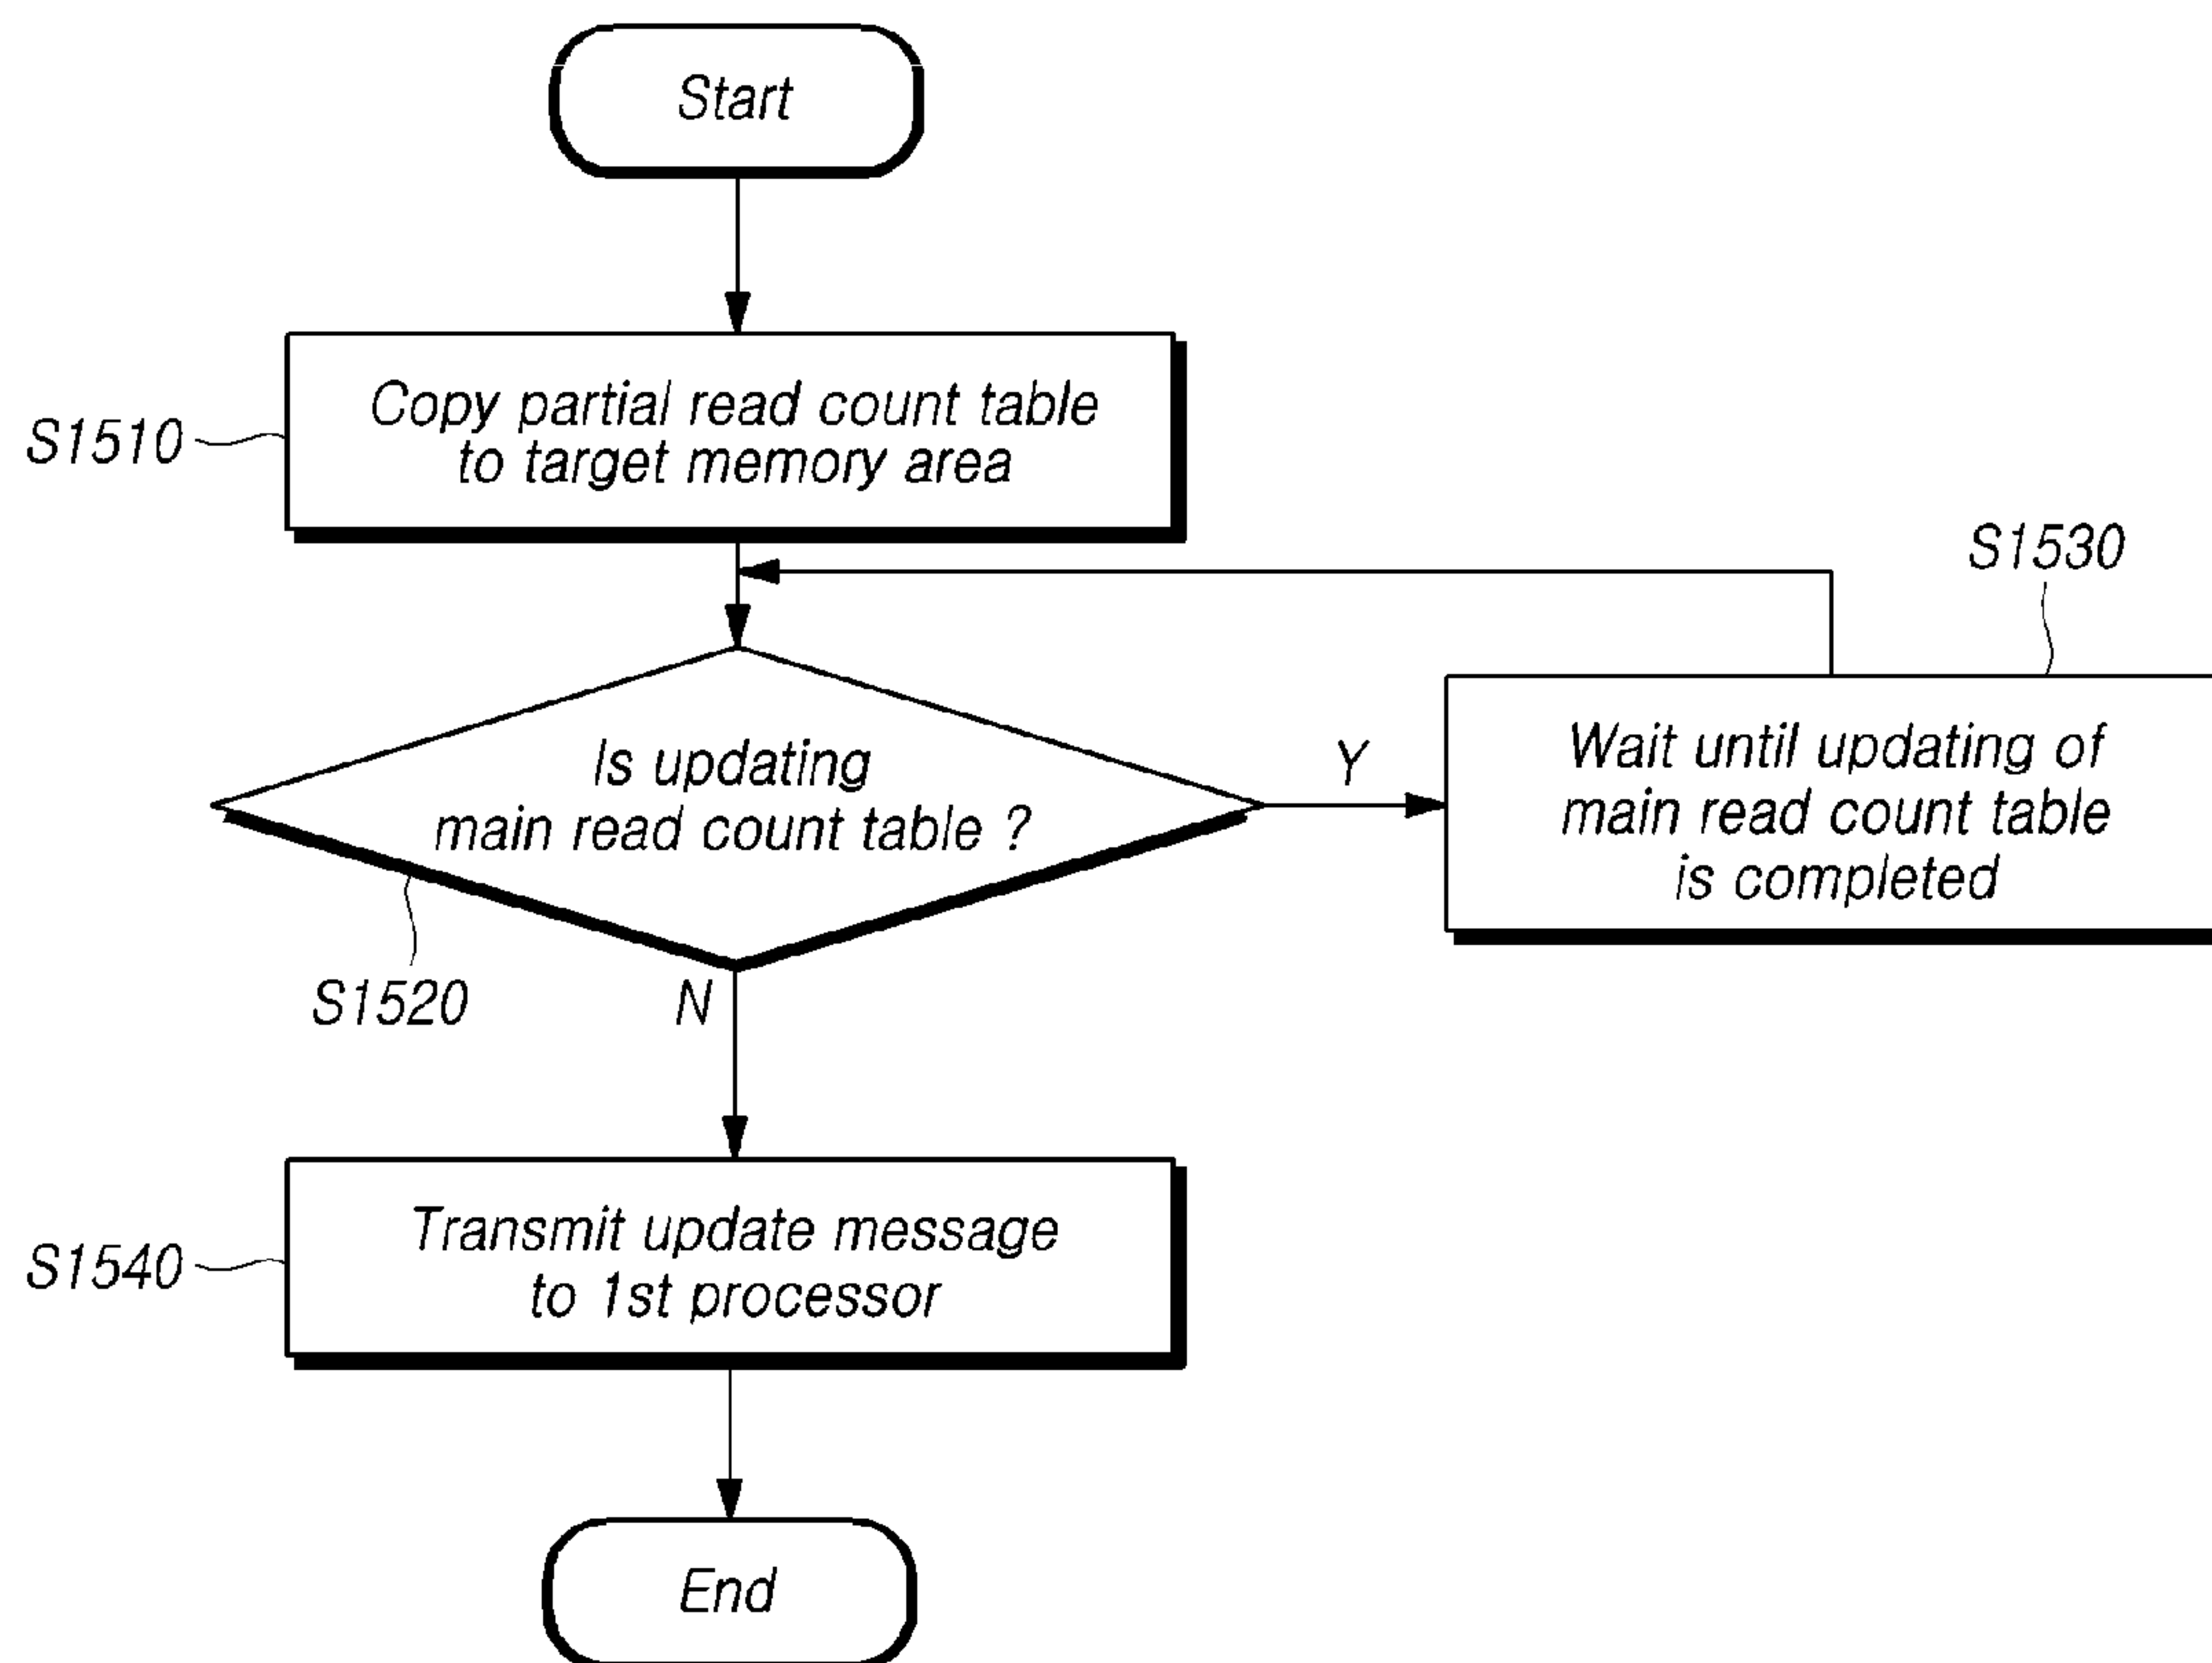 Start
S1510
Copy partial read count table
to target memory area
S1530
Is updating
main read count table ?
Y
Wait until updating of
main read count table
is completed
S1520
N
S1540
Transmit update message
to 1st processor
End